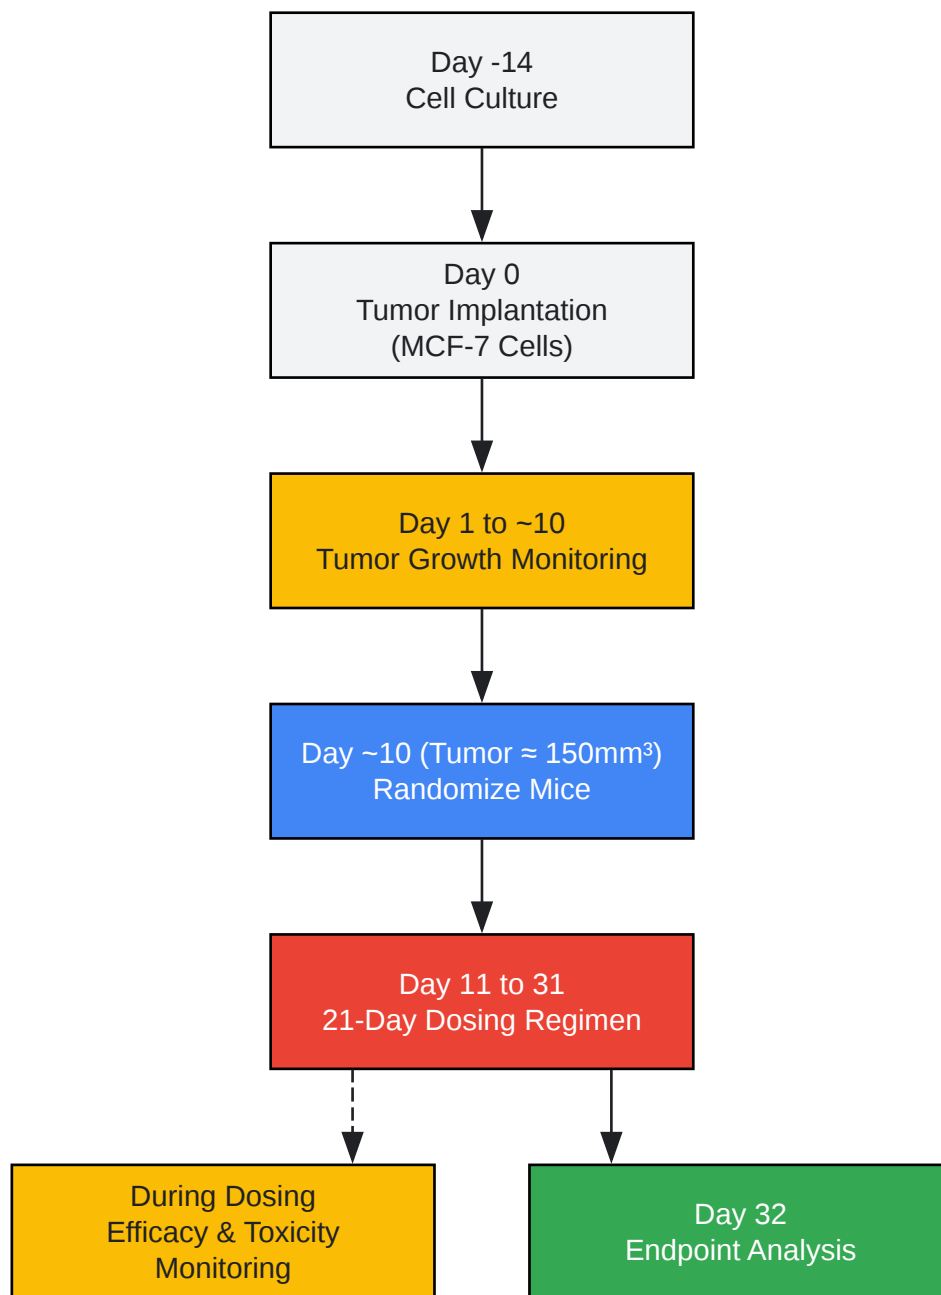 Day -14
Cell Culture
Day 0
Tumor Implantation
(MCF-7 Cells)
Day 1 to ~10
Tumor Growth Monitoring
Day ~10 (Tumor ≈ 150mm³)
Randomize Mice
Day 11 to 31
21-Day Dosing Regimen
During Dosing
Efficacy & Toxicity
Monitoring
Day 32
Endpoint Analysis